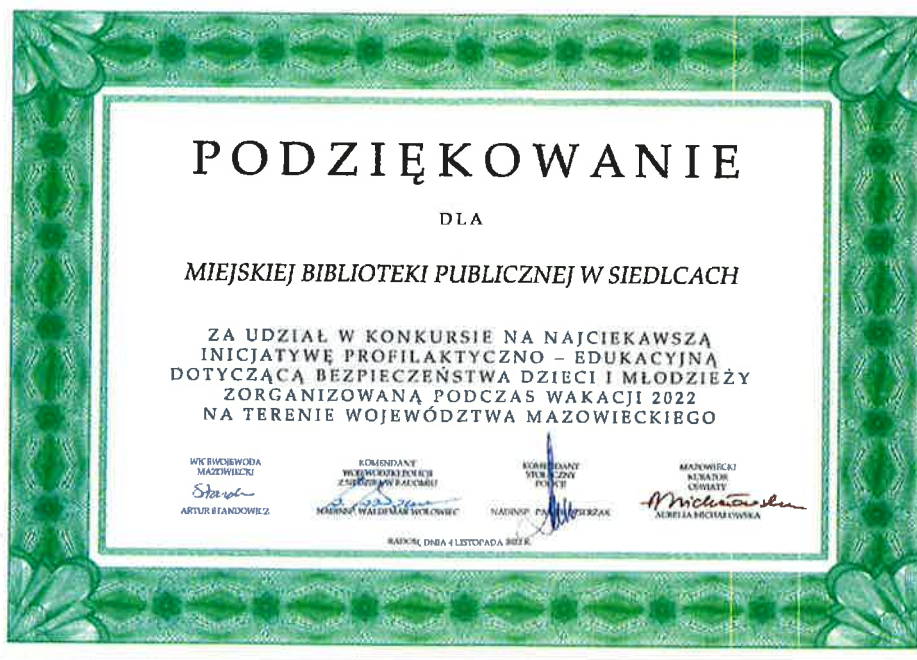 PODZIĘKOWANIE
DLA
MIEJSKIEJ BIBLIOTEKI PUBLICZNEJ W SIEDLCACH
ZA UDZIAŁ W KONKURSIE NA NAJCIEKAWSZĄ
INICJATYWĘ PROFILAKTYCZNO – EDUKACYJNĄ
DOTYCZĄCĄ BEZPIECZEŃSTWA DZIECI I MŁODZIEŻY
ZORGANIZOWANĄ PODCZAS WAKACJI 2022
NA TERENIE WOJEWÓDZTWA MAZOWIECKIEGO
WICEWOJEWODA
MAZOWIECKI
ARTUR STANDOWICZ
KOMENDANT
WOJEWÓDZKI POLICJI
Z SIEDZIBĄ W RADOMIU
NADINSP. WALDEMAR WOŁOWIEC
KOMENDANT
STOŁECZNY
POLICJI
NADINSP.
MAZOWIECKI
KURATOR
OŚWIATY
AURELIA MICHAŁOWSKA
RADOM, DNIA 4 LISTOPADA 2022 R.